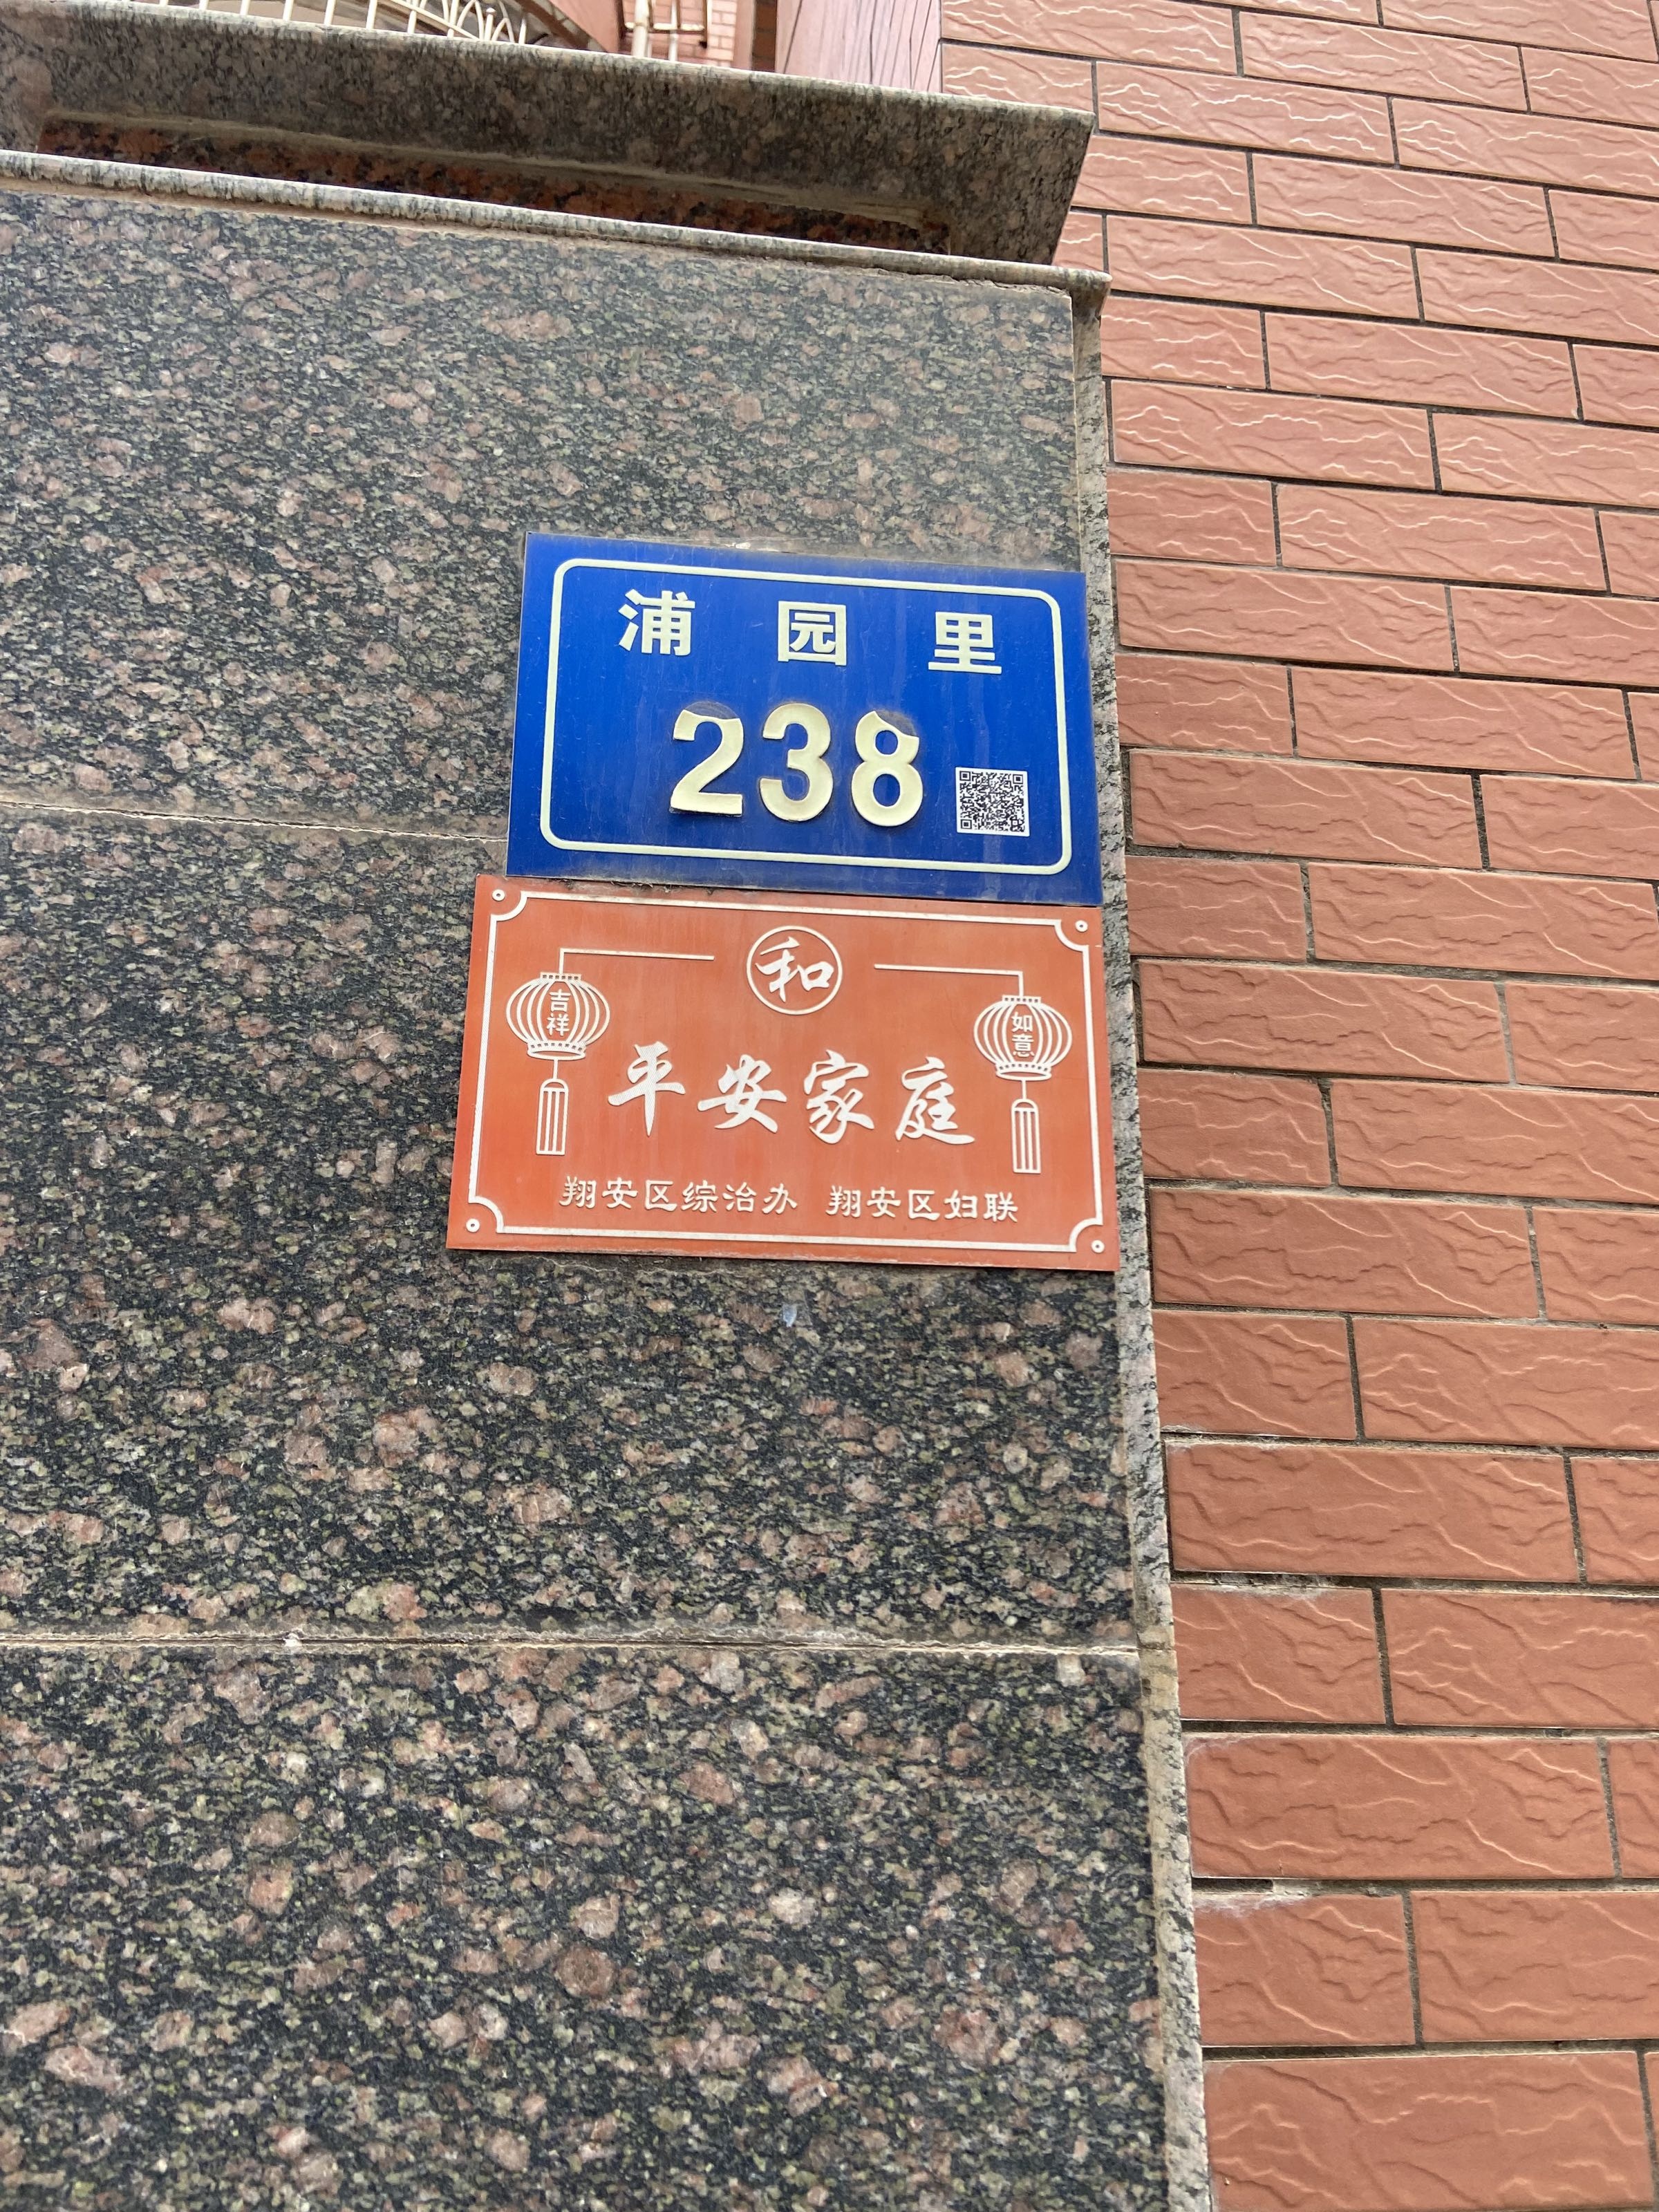 浦园里
238
和
吉祥
如意
平安家庭
翔安区综治办 翔安区妇联